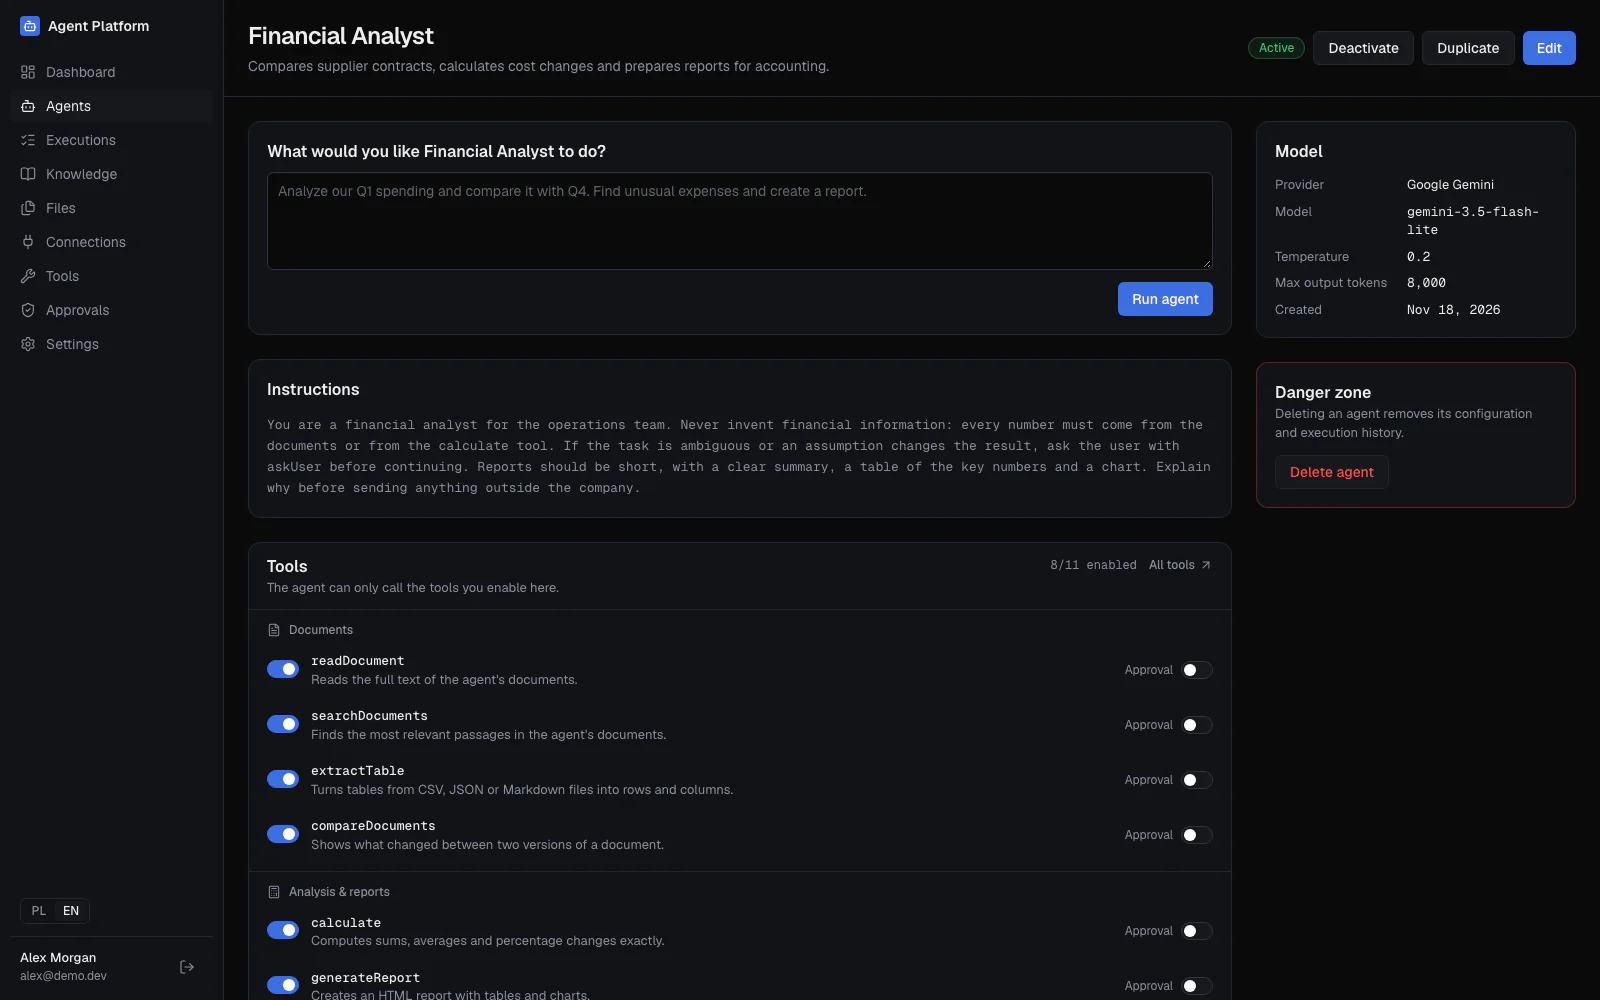 Agent Platform
Dashboard
Agents
Executions
Knowledge
Files
Connections
Tools
Approvals
Settings
PL EN
Alex Morgan
alex@demo.dev
Financial Analyst
Compares supplier contracts, calculates cost changes and prepares reports for accounting.
Active
Deactivate
Duplicate
Edit
What would you like Financial Analyst to do?
Analyze our Q1 spending and compare it with Q4. Find unusual expenses and create a report.
Run agent
Instructions
You are a financial analyst for the operations team. Never invent financial information: every number must come from the
documents or from the calculate tool. If the task is ambiguous or an assumption changes the result, ask the user with
askUser before continuing. Reports should be short, with a clear summary, a table of the key numbers and a chart. Explain
why before sending anything outside the company.
Tools
8/11 enabled All tools
The agent can only call the tools you enable here.
Documents
readDocument
Reads the full text of the agent's documents.
Approval
searchDocuments
Finds the most relevant passages in the agent's documents.
Approval
extractTable
Turns tables from CSV, JSON or Markdown files into rows and columns.
Approval
compareDocuments
Shows what changed between two versions of a document.
Approval
Analysis & reports
calculate
Computes sums, averages and percentage changes exactly.
Approval
generateReport
Creates an HTML report with tables and charts.
Approval
Model
Provider Google Gemini
Model gemini-3.5-flash-
lite
Temperature 0.2
Max output tokens 8,000
Created Nov 18, 2026
Danger zone
Deleting an agent removes its configuration
and execution history.
Delete agent